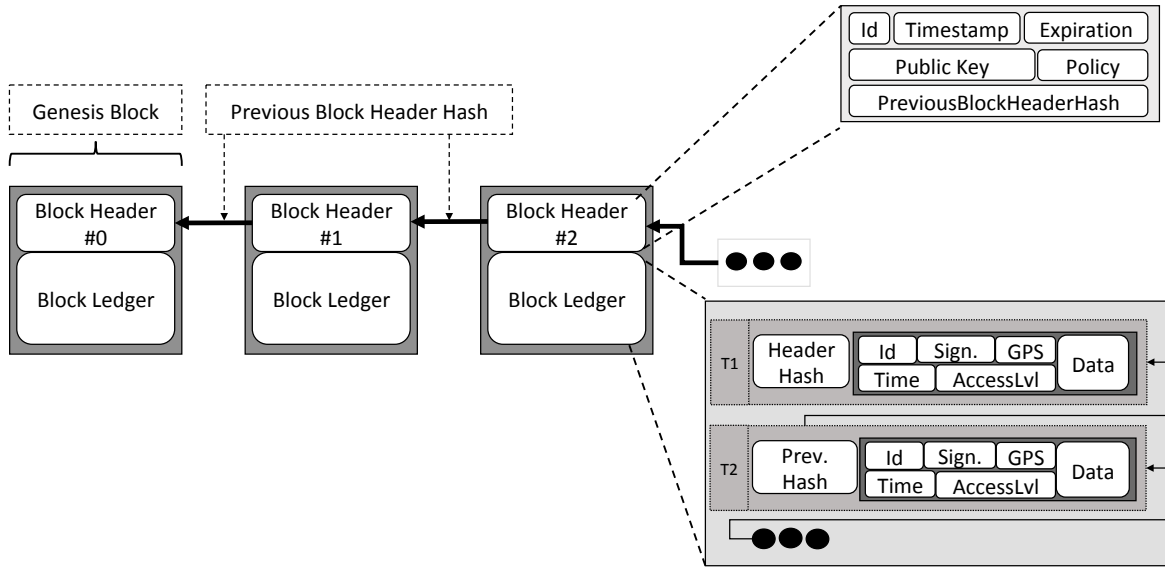 Id Timestamp Expiration
Public Key Policy
PreviousBlockHeaderHash
Genesis Block
Previous Block Header Hash
Block Header
#0
Block Ledger
Block Header
#1
Block Ledger
Block Header
#2
Block Ledger
T1
Header
Hash
Id Sign. GPS
Time AccessLvl
Data
T2
Prev.
Hash
Id Sign. GPS
Time AccessLvl
Data